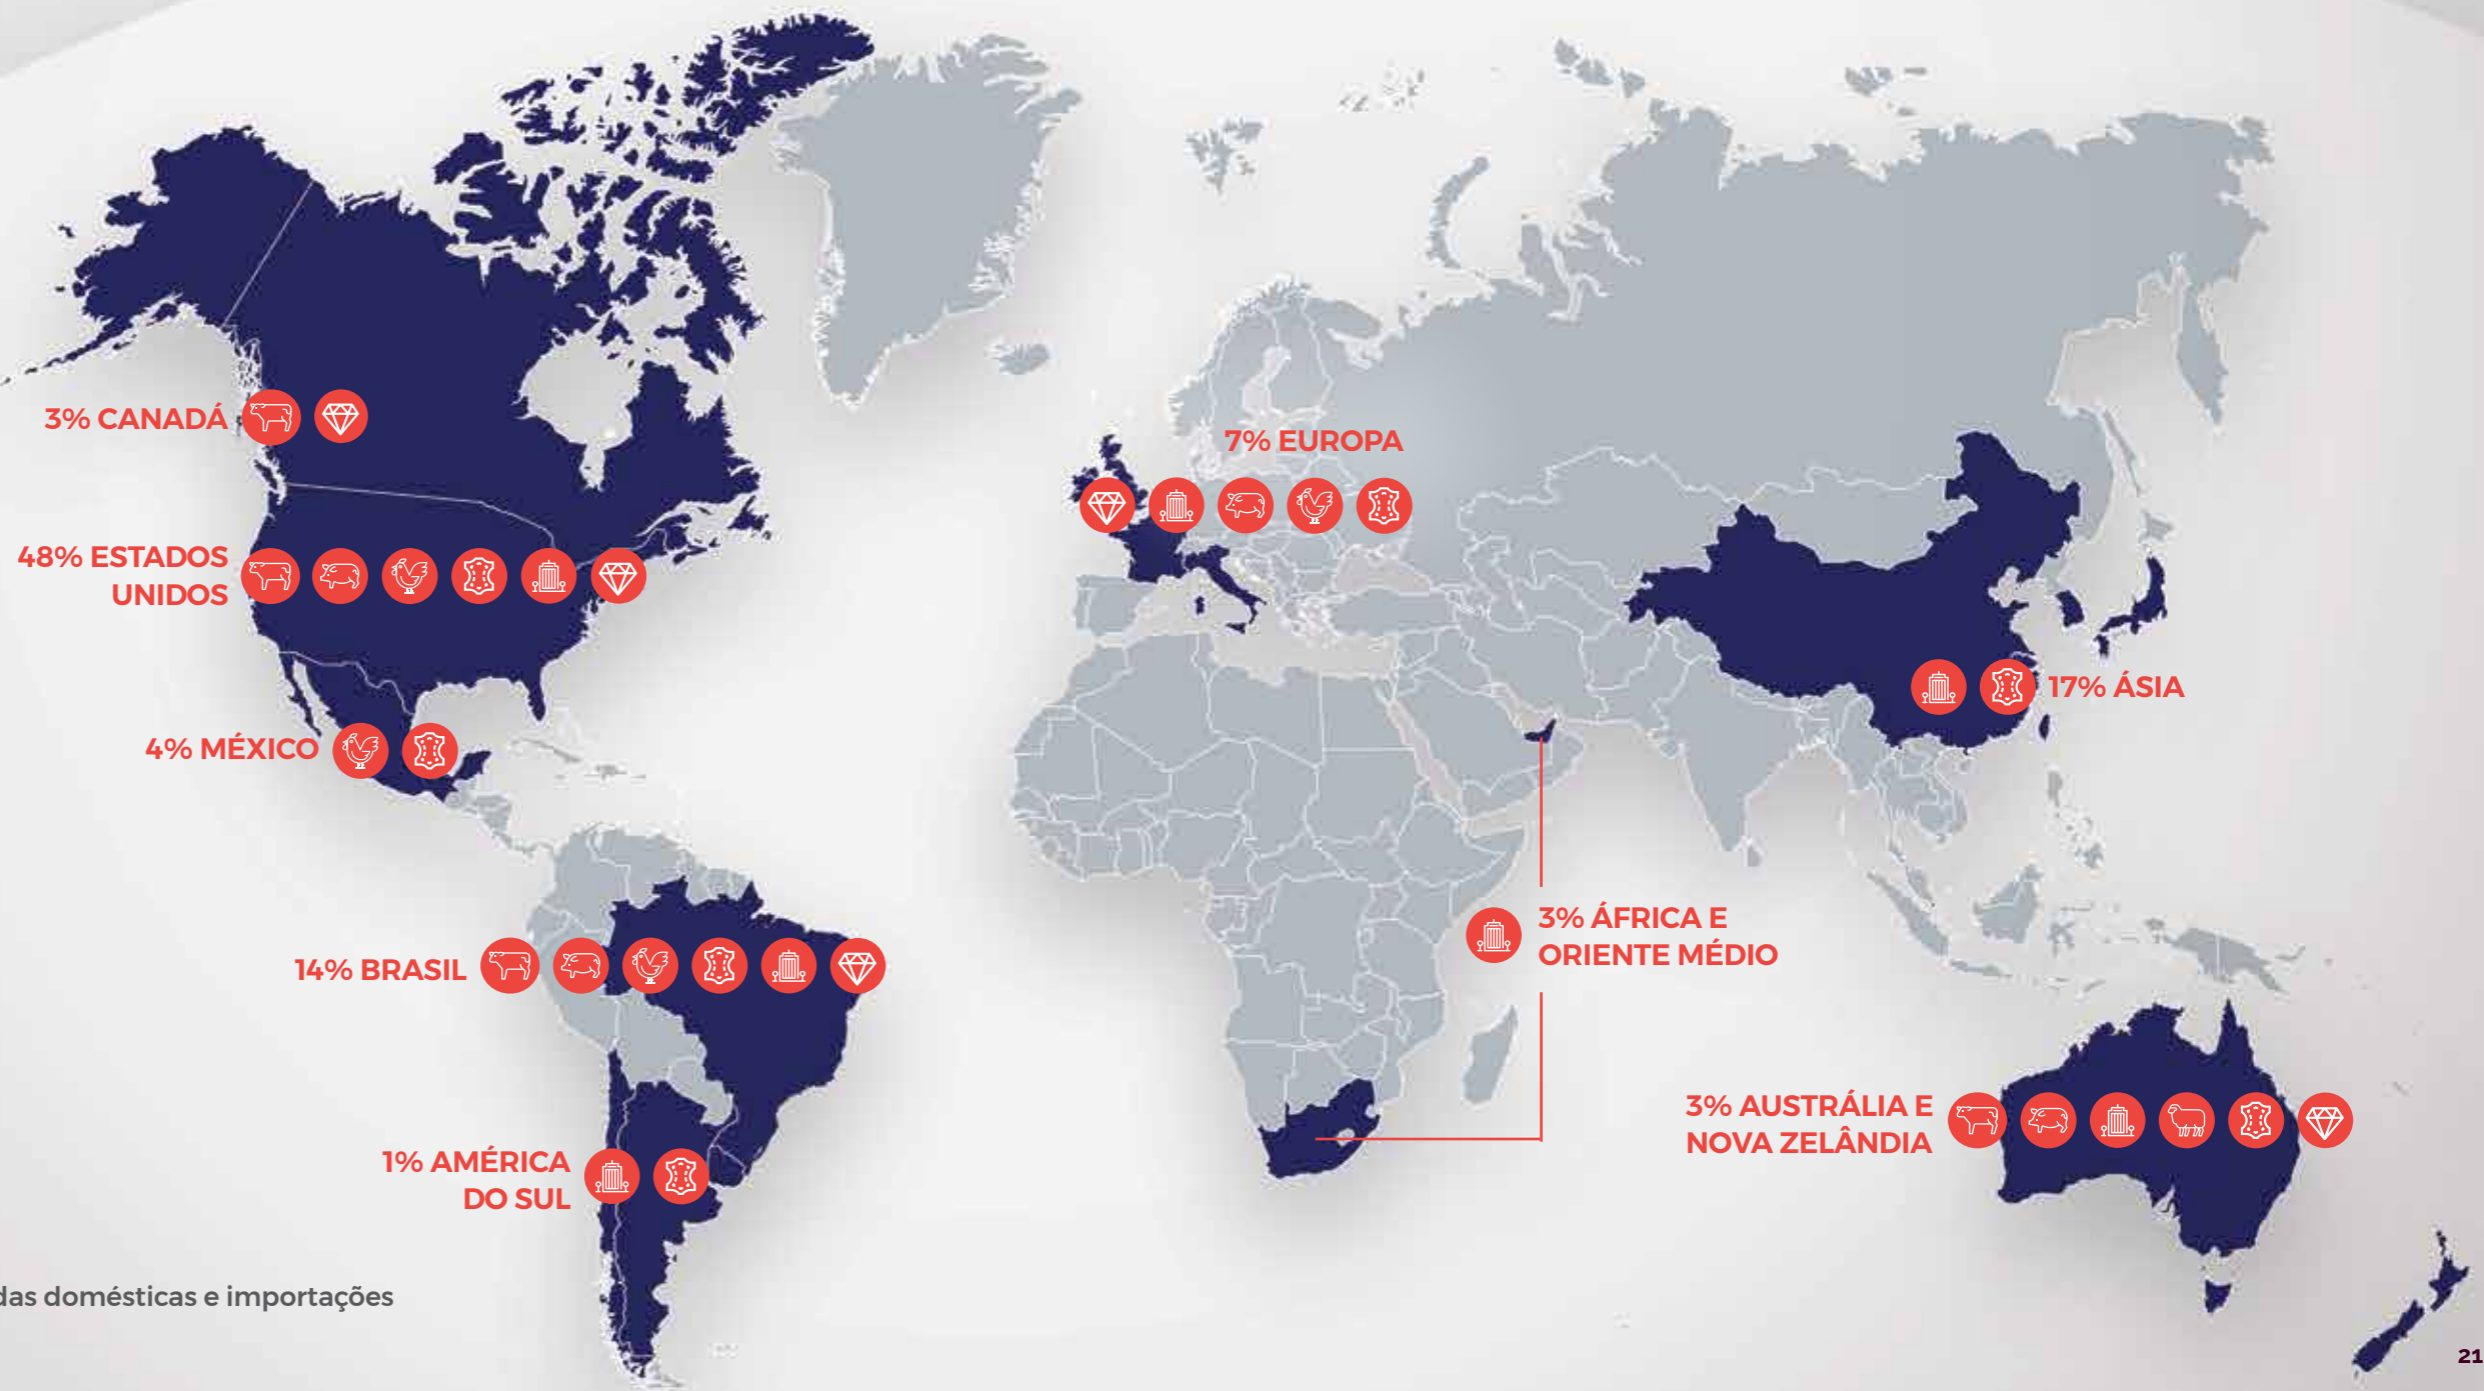 3% CANADÁ
7% EUROPA
48% ESTADOS
UNIDOS
17% ÁSIA
4% MÉXICO
3% ÁFRICA E
ORIENTE MÉDIO
14% BRASIL
3% AUSTRÁLIA E
NOVA ZELÂNDIA
1% AMÉRICA
DO SUL
das domésticas e importações
21